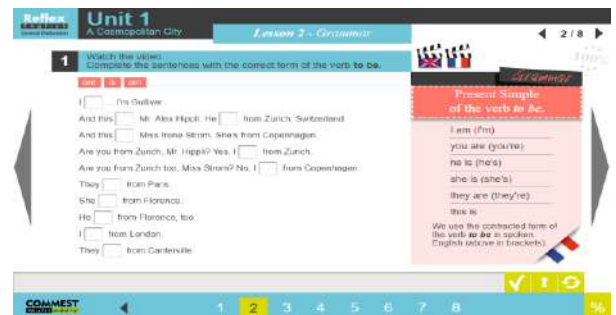 Reflex
English
Unit 1
A Cosmopolitan City
Lesson 2 - Grammar
2 / 8
1
Watch the video.
Complete the sentences with the correct form of the verb to be.
are is am
I I'm Gulliver.
And this Mr. Alex Hippli. He from Zurich, Switzerland.
And this Miss Irene Strom. She's from Copenhagen.
Are you from Zurich, Mr. Hippli? Yes, I from Zurich.
Are you from Zurich too, Miss Strom? No, I from Copenhagen.
They from Paris.
She from Florence.
He from Florence, too.
I from London.
They from Canterville.
100%
Grammar
Present Simple
of the verb to be.
I am (I'm)
you are (you're)
he is (he's)
she is (she's)
they are (they're)
this is
We use the contracted form of
the verb to be in spoken
English (above in brackets).
COMMEST
1 2 3 4 5 6 7 8
%